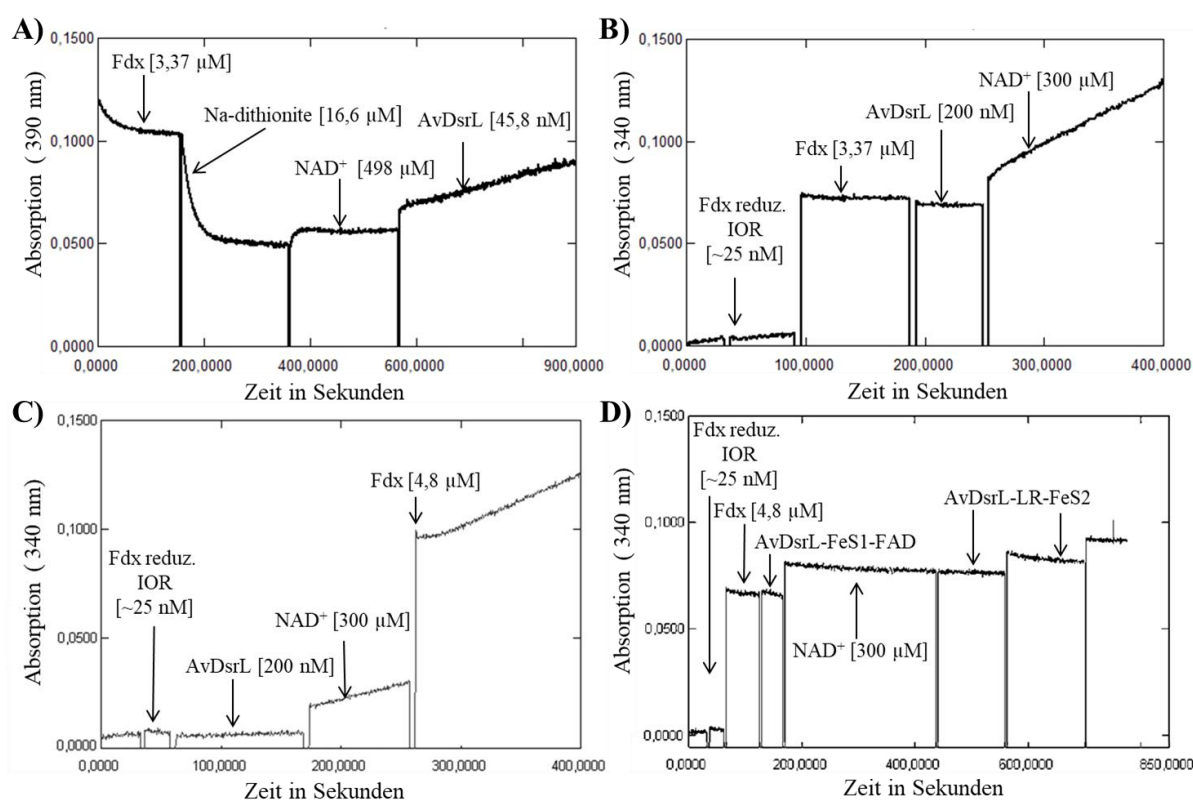 A)
Absorption ( 390 nm)
0,1500
0,1000
0,0500
0,0000
Fdx [3,37 µM]
Na-dithionite [16,6 µM]
NAD+ [498 µM]
AvDsrL [45,8 nM]
0,0000 200,0000 400,0000 600,0000 900,0000
Zeit in Sekunden
B)
Absorption ( 340 nm)
0,1500
0,1000
0,0500
0,0000
Fdx reduz.
IOR
[~25 nM]
Fdx [3,37 µM]
AvDsrL [200 nM]
NAD+ [300 µM]
0,0000 100,0000 200,0000 300,0000 400,0000
Zeit in Sekunden
C)
Absorption ( 340 nm)
0,1500
0,1000
0,0500
0,0000
Fdx reduz.
IOR
[~25 nM]
AvDsrL [200 nM]
NAD+ [300 µM]
Fdx [4,8 µM]
0,0000 100,0000 200,0000 300,0000 400,0000
Zeit in Sekunden
D)
Absorption ( 340 nm)
0,1500
0,1000
0,0500
0,0000
Fdx reduz.
IOR
[~25 nM]
Fdx [4,8 µM]
AvDsrL-FeS1-FAD
NAD+ [300 µM]
AvDsrL-LR-FeS2
0,0000 200,0000 400,0000 600,0000 850,0000
Zeit in Sekunden